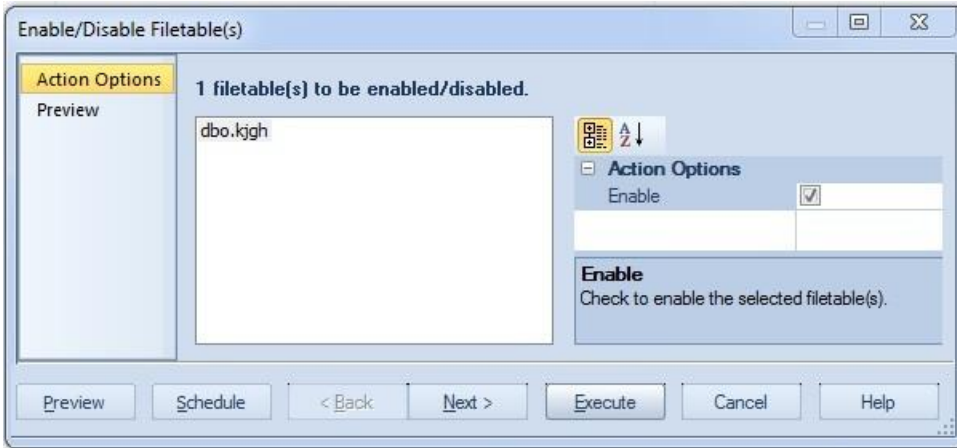 Enable/Disable Filetable(s)
Action Options
Preview
1 filetable(s) to be enabled/disabled.
dbo.kjgh
A
Z
Action Options
Enable
Enable
Check to enable the selected filetable(s).
Preview
Schedule
< Back
Next >
Execute
Cancel
Help